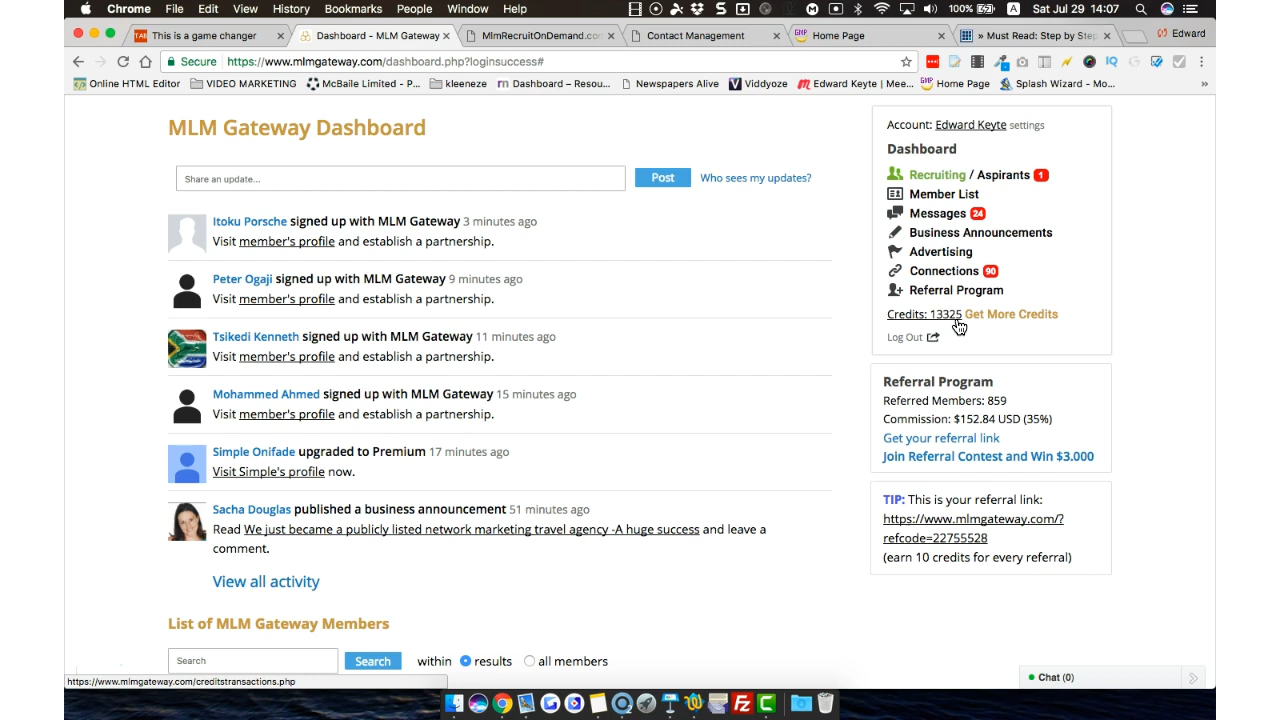 Chrome File Edit View History Bookmarks People Window Help 100% A Sat Jul 29 14:07
TAB This is a game changer × Dashboard - MLM Gateway × MlmRecruitOnDemand.com × Contact Management × GMP Home Page × » Must Read: Step by Step × Edward
Secure https://www.mlmgateway.com/dashboard.php?loginsuccess# IQ
Online HTML Editor VIDEO MARKETING McBaile Limited - P... kleeneze Dashboard – Resou... Newspapers Alive Viddyoze Edward Keyte | Mee... GMP Home Page Splash Wizard - Mo... »
MLM Gateway Dashboard
Share an update... Post Who sees my updates?
Itoku Porsche signed up with MLM Gateway 3 minutes ago
Visit member's profile and establish a partnership.
Peter Ogaji signed up with MLM Gateway 9 minutes ago
Visit member's profile and establish a partnership.
Tsikedi Kenneth signed up with MLM Gateway 11 minutes ago
Visit member's profile and establish a partnership.
Mohammed Ahmed signed up with MLM Gateway 15 minutes ago
Visit member's profile and establish a partnership.
Simple Onifade upgraded to Premium 17 minutes ago
Visit Simple's profile now.
Sacha Douglas published a business announcement 51 minutes ago
Read We just became a publicly listed network marketing travel agency -A huge success and leave a
comment.
View all activity
List of MLM Gateway Members
Search Search within results all members
https://www.mlmgateway.com/creditstransactions.php
Account: Edward Keyte settings
Dashboard
Recruiting / Aspirants 1
Member List
Messages 24
Business Announcements
Advertising
Connections 90
Referral Program
Credits: 13325 Get More Credits
Log Out
Referral Program
Referred Members: 859
Commission: $152.84 USD (35%)
Get your referral link
Join Referral Contest and Win $3.000
TIP: This is your referral link:
https://www.mlmgateway.com/?
refcode=22755528
(earn 10 credits for every referral)
Chat (0)